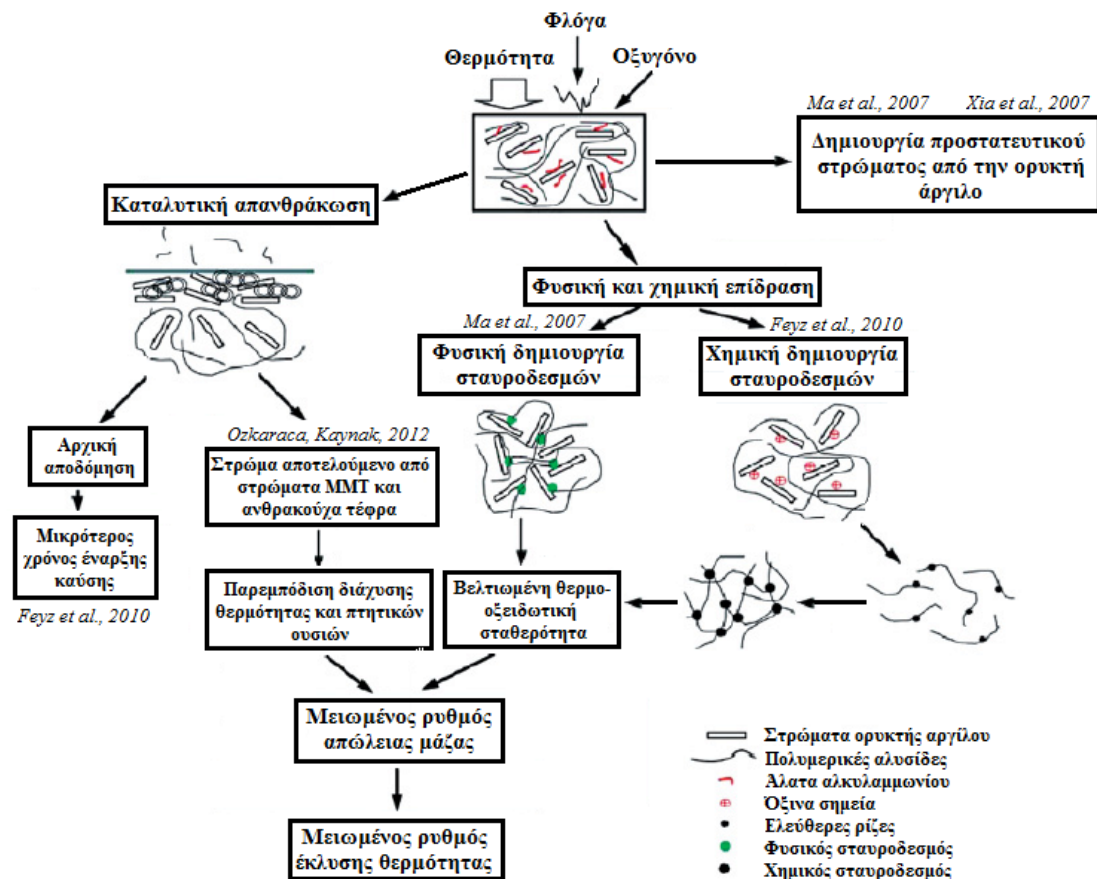 Φλόγα
Θερμότητα
Οξυγόνο
Ma et al., 2007 Xia et al., 2007
Δημιουργία προστατευτικού
στρώματος από την ορυκτή
άργιλο
Καταλυτική απανθράκωση
Φυσική και χημική επίδραση
Ma et al., 2007
Feyz et al., 2010
Φυσική δημιουργία
σταυροδεσμών
Χημική δημιουργία
σταυροδεσμών
Αρχική
αποδόμηση
Ozkaraca, Kaynak, 2012
Στρώμα αποτελούμενο από
στρώματα ΜΜΤ και
ανθρακούχα τέφρα
Μικρότερος
χρόνος έναρξης
καύσης
Feyz et al., 2010
Παρεμπόδιση διάχυσης
θερμότητας και πτητικών
ουσιών
Βελτιωμένη θερμο-
οξειδωτική
σταθερότητα
Μειωμένος ρυθμός
απώλειας μάζας
Μειωμένος ρυθμός
έκλυσης θερμότητας
Στρώματα ορυκτής αργίλου
Πολυμερικές αλυσίδες
Άλατα αλκυλαμμωνίου
Όξινα σημεία
Ελεύθερες ρίζες
Φυσικός σταυροδεσμός
Χημικός σταυροδεσμός